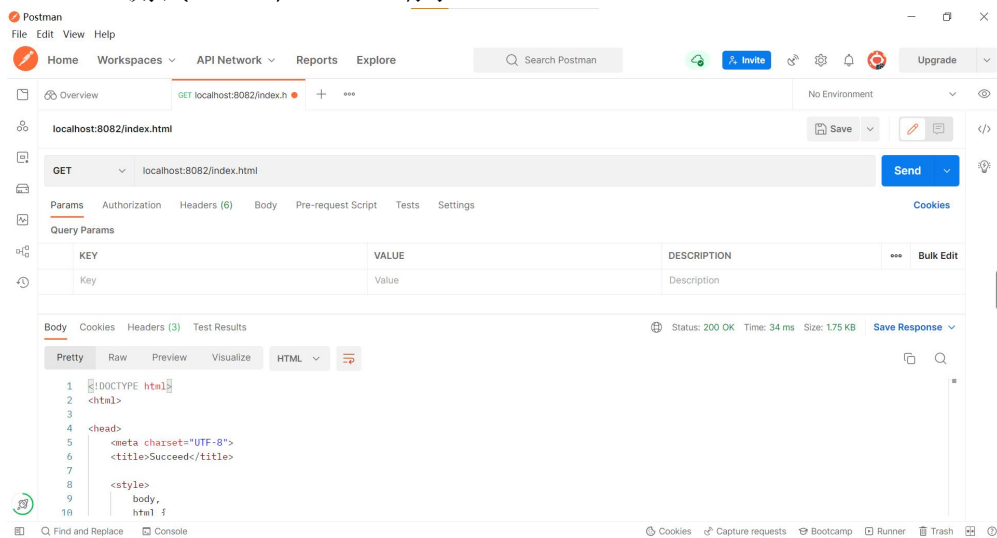 Postman
File Edit View Help
Home Workspaces API Network Reports Explore Search Postman Invite Upgrade
Overview GET localhost:8082/index.h No Environment
localhost:8082/index.html Save
GET localhost:8082/index.html Send
Params Authorization Headers (6) Body Pre-request Script Tests Settings Cookies
Query Params
KEY VALUE DESCRIPTION Bulk Edit
Key Value Description
Body Cookies Headers (3) Test Results Status: 200 OK Time: 34 ms Size: 1.75 KB Save Response
Pretty Raw Preview Visualize HTML
1 <!DOCTYPE html>
2 <html>
3
4 <head>
5 <meta charset="UTF-8">
6 <title>Succeed</title>
7
8 <style>
9 body,
10 html {
Find and Replace Console Cookies Capture requests Bootcamp Runner Trash